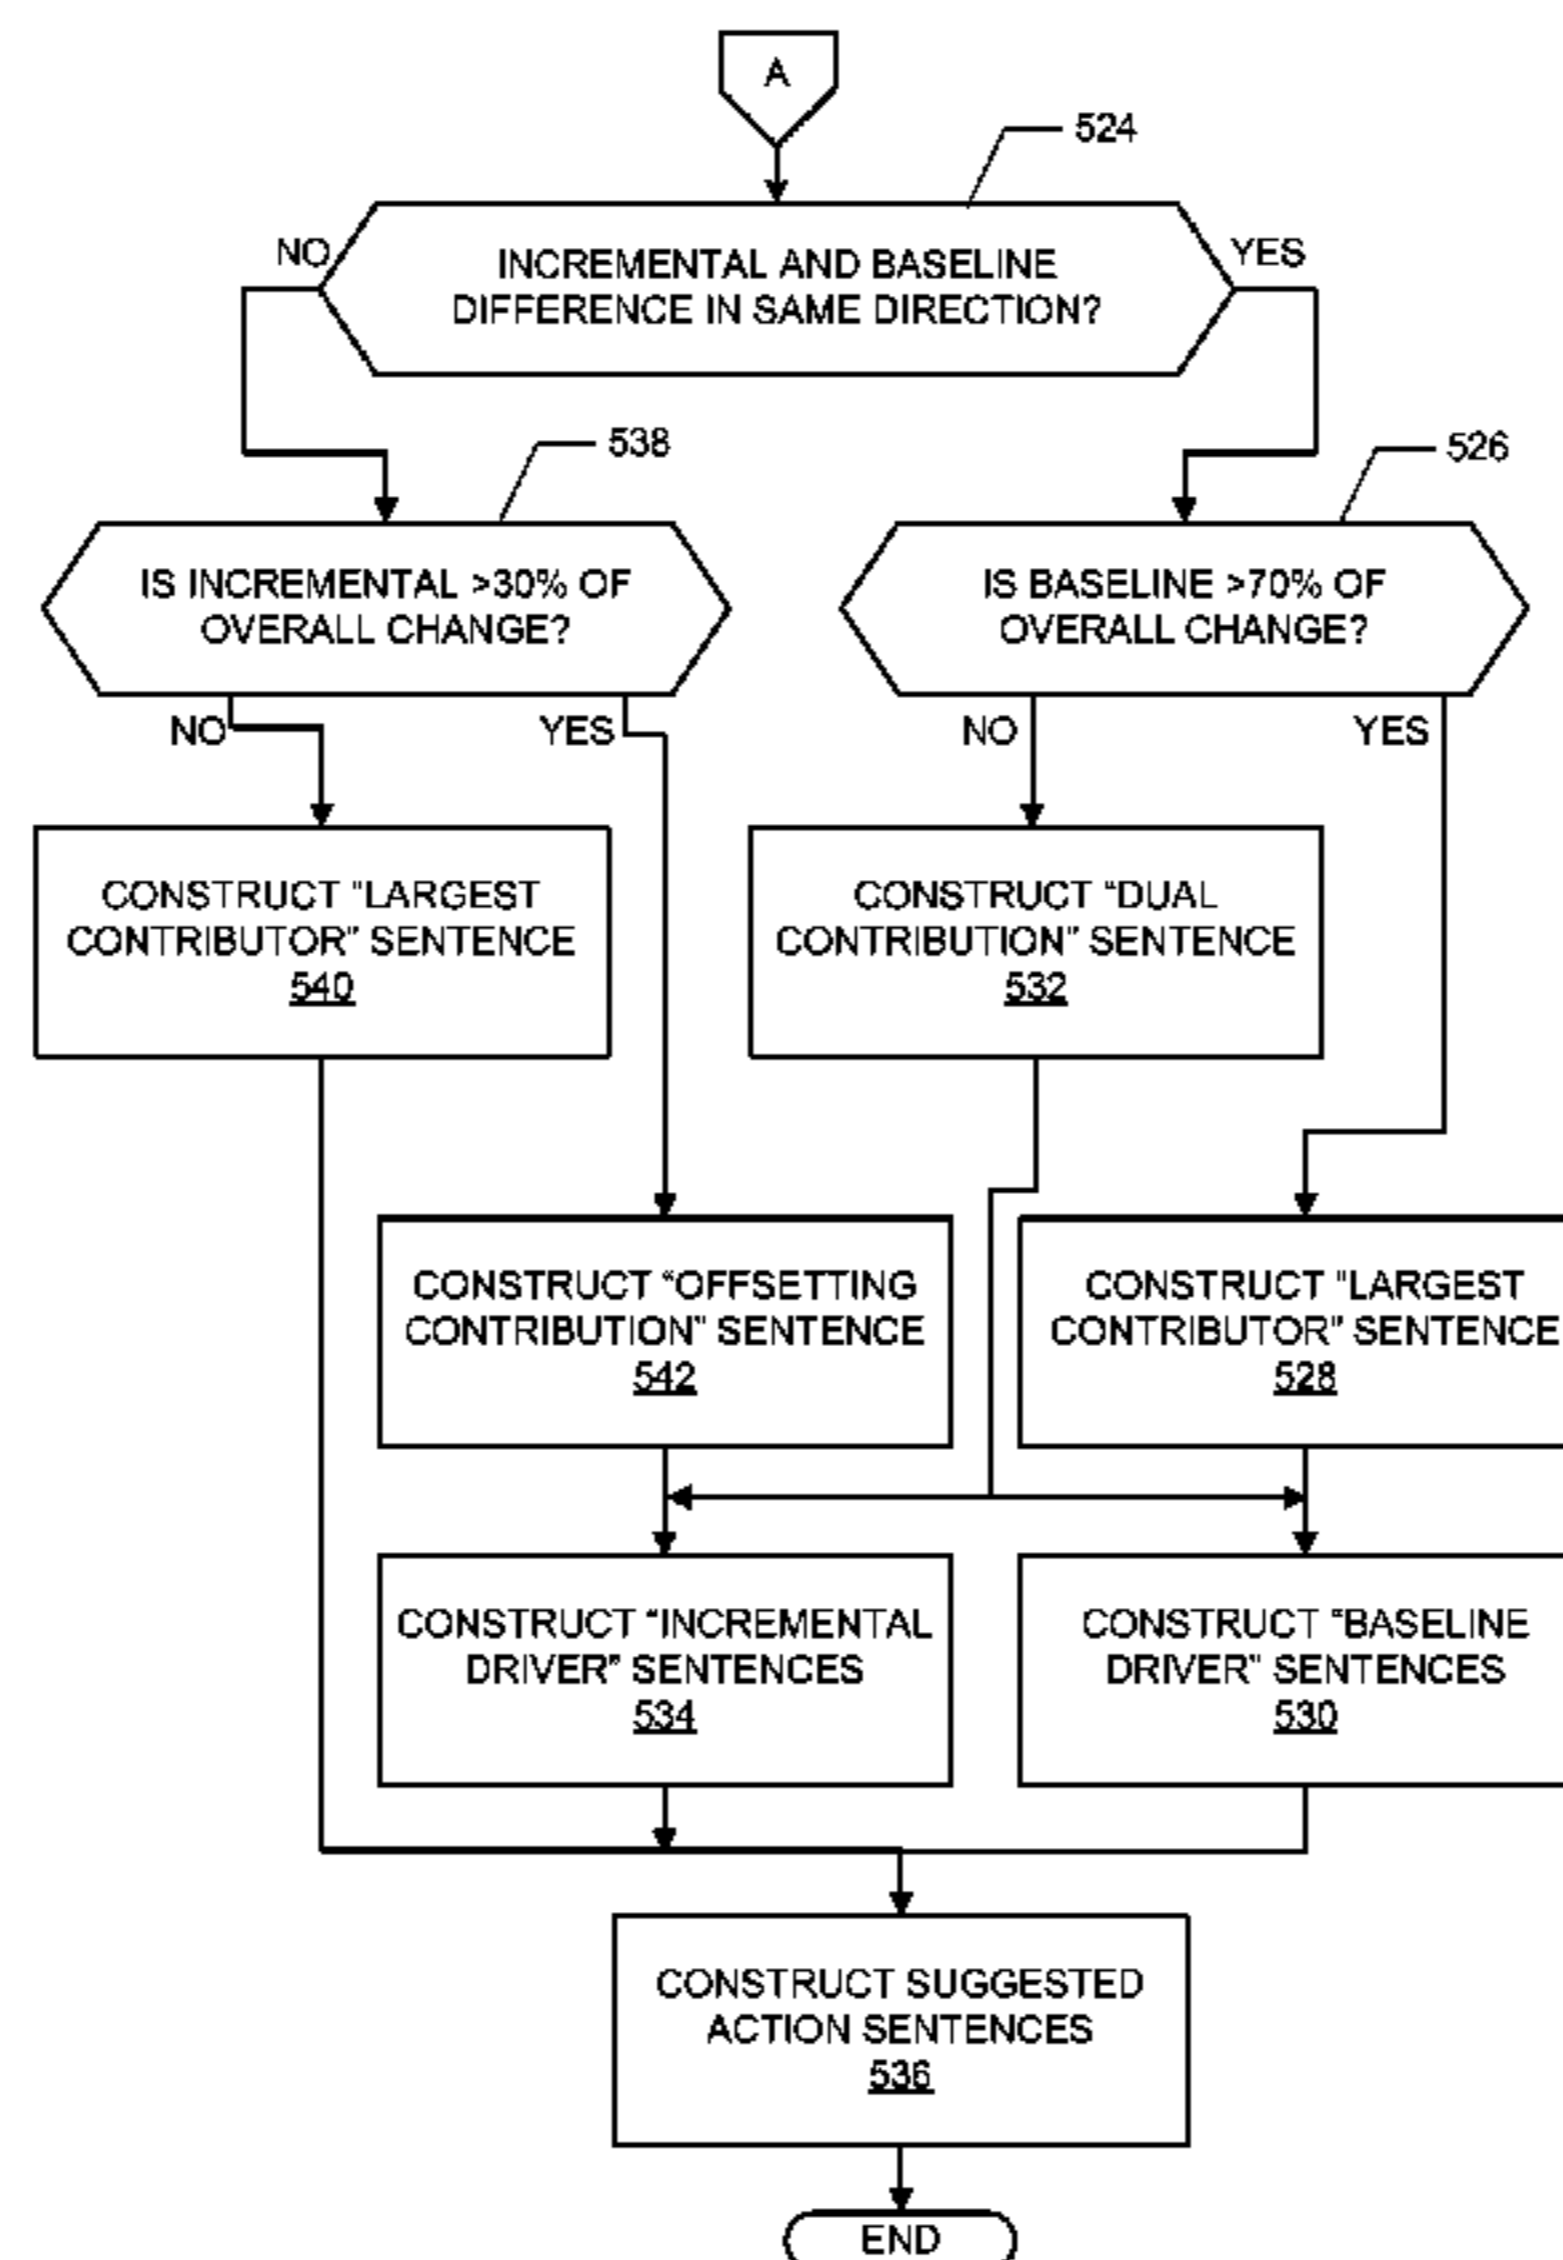 A
524
NO
YES
INCREMENTAL AND BASELINE
DIFFERENCE IN SAME DIRECTION?
538
526
IS INCREMENTAL >30% OF
OVERALL CHANGE?
IS BASELINE >70% OF
OVERALL CHANGE?
NO
YES
NO
YES
CONSTRUCT "LARGEST
CONTRIBUTOR" SENTENCE
540
CONSTRUCT "DUAL
CONTRIBUTION" SENTENCE
532
CONSTRUCT "OFFSETTING
CONTRIBUTION" SENTENCE
542
CONSTRUCT "LARGEST
CONTRIBUTOR" SENTENCE
528
CONSTRUCT "INCREMENTAL
DRIVER" SENTENCES
534
CONSTRUCT "BASELINE
DRIVER" SENTENCES
530
CONSTRUCT SUGGESTED
ACTION SENTENCES
536
END